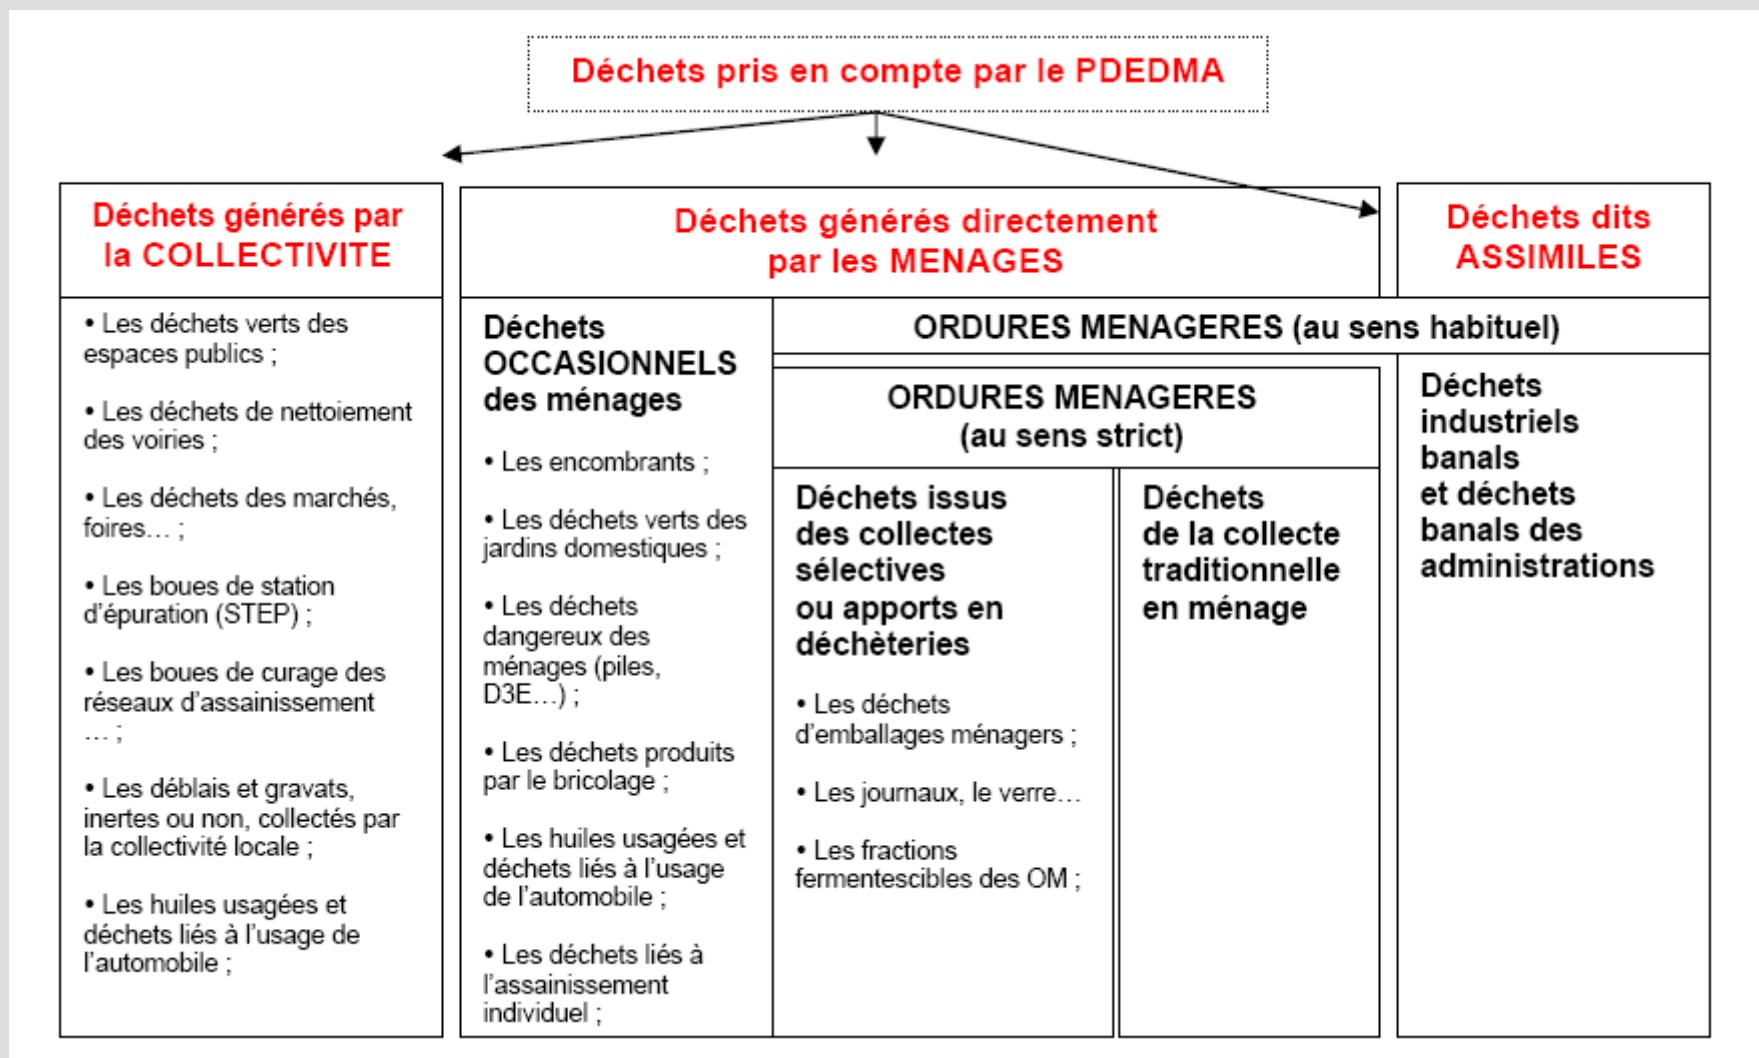 Déchets pris en compte par le PDEDMA
Déchets générés par
la COLLECTIVITE
• Les déchets verts des
espaces publics ;
• Les déchets de nettoiement
des voiries ;
• Les déchets des marchés,
foires… ;
• Les boues de station
d’épuration (STEP) ;
• Les boues de curage des
réseaux d’assainissement
… ;
• Les déblais et gravats,
inertes ou non, collectés par
la collectivité locale ;
• Les huiles usagées et
déchets liés à l’usage de
l’automobile ;
Déchets générés directement
par les MENAGES
Déchets
OCCASIONNELS
des ménages
• Les encombrants ;
• Les déchets verts des
jardins domestiques ;
• Les déchets
dangereux des
ménages (piles,
D3E…) ;
• Les déchets produits
par le bricolage ;
• Les huiles usagées et
déchets liés à l’usage
de l’automobile ;
• Les déchets liés à
l’assainissement
individuel ;
ORDURES MENAGERES (au sens habituel)
ORDURES MENAGERES
(au sens strict)
Déchets issus
des collectes
sélectives
ou apports en
déchèteries
• Les déchets
d’emballages ménagers ;
• Les journaux, le verre…
• Les fractions
fermentescibles des OM ;
Déchets
de la collecte
traditionnelle
en ménage
Déchets dits
ASSIMILES
Déchets
industriels
banals
et déchets
banals des
administrations